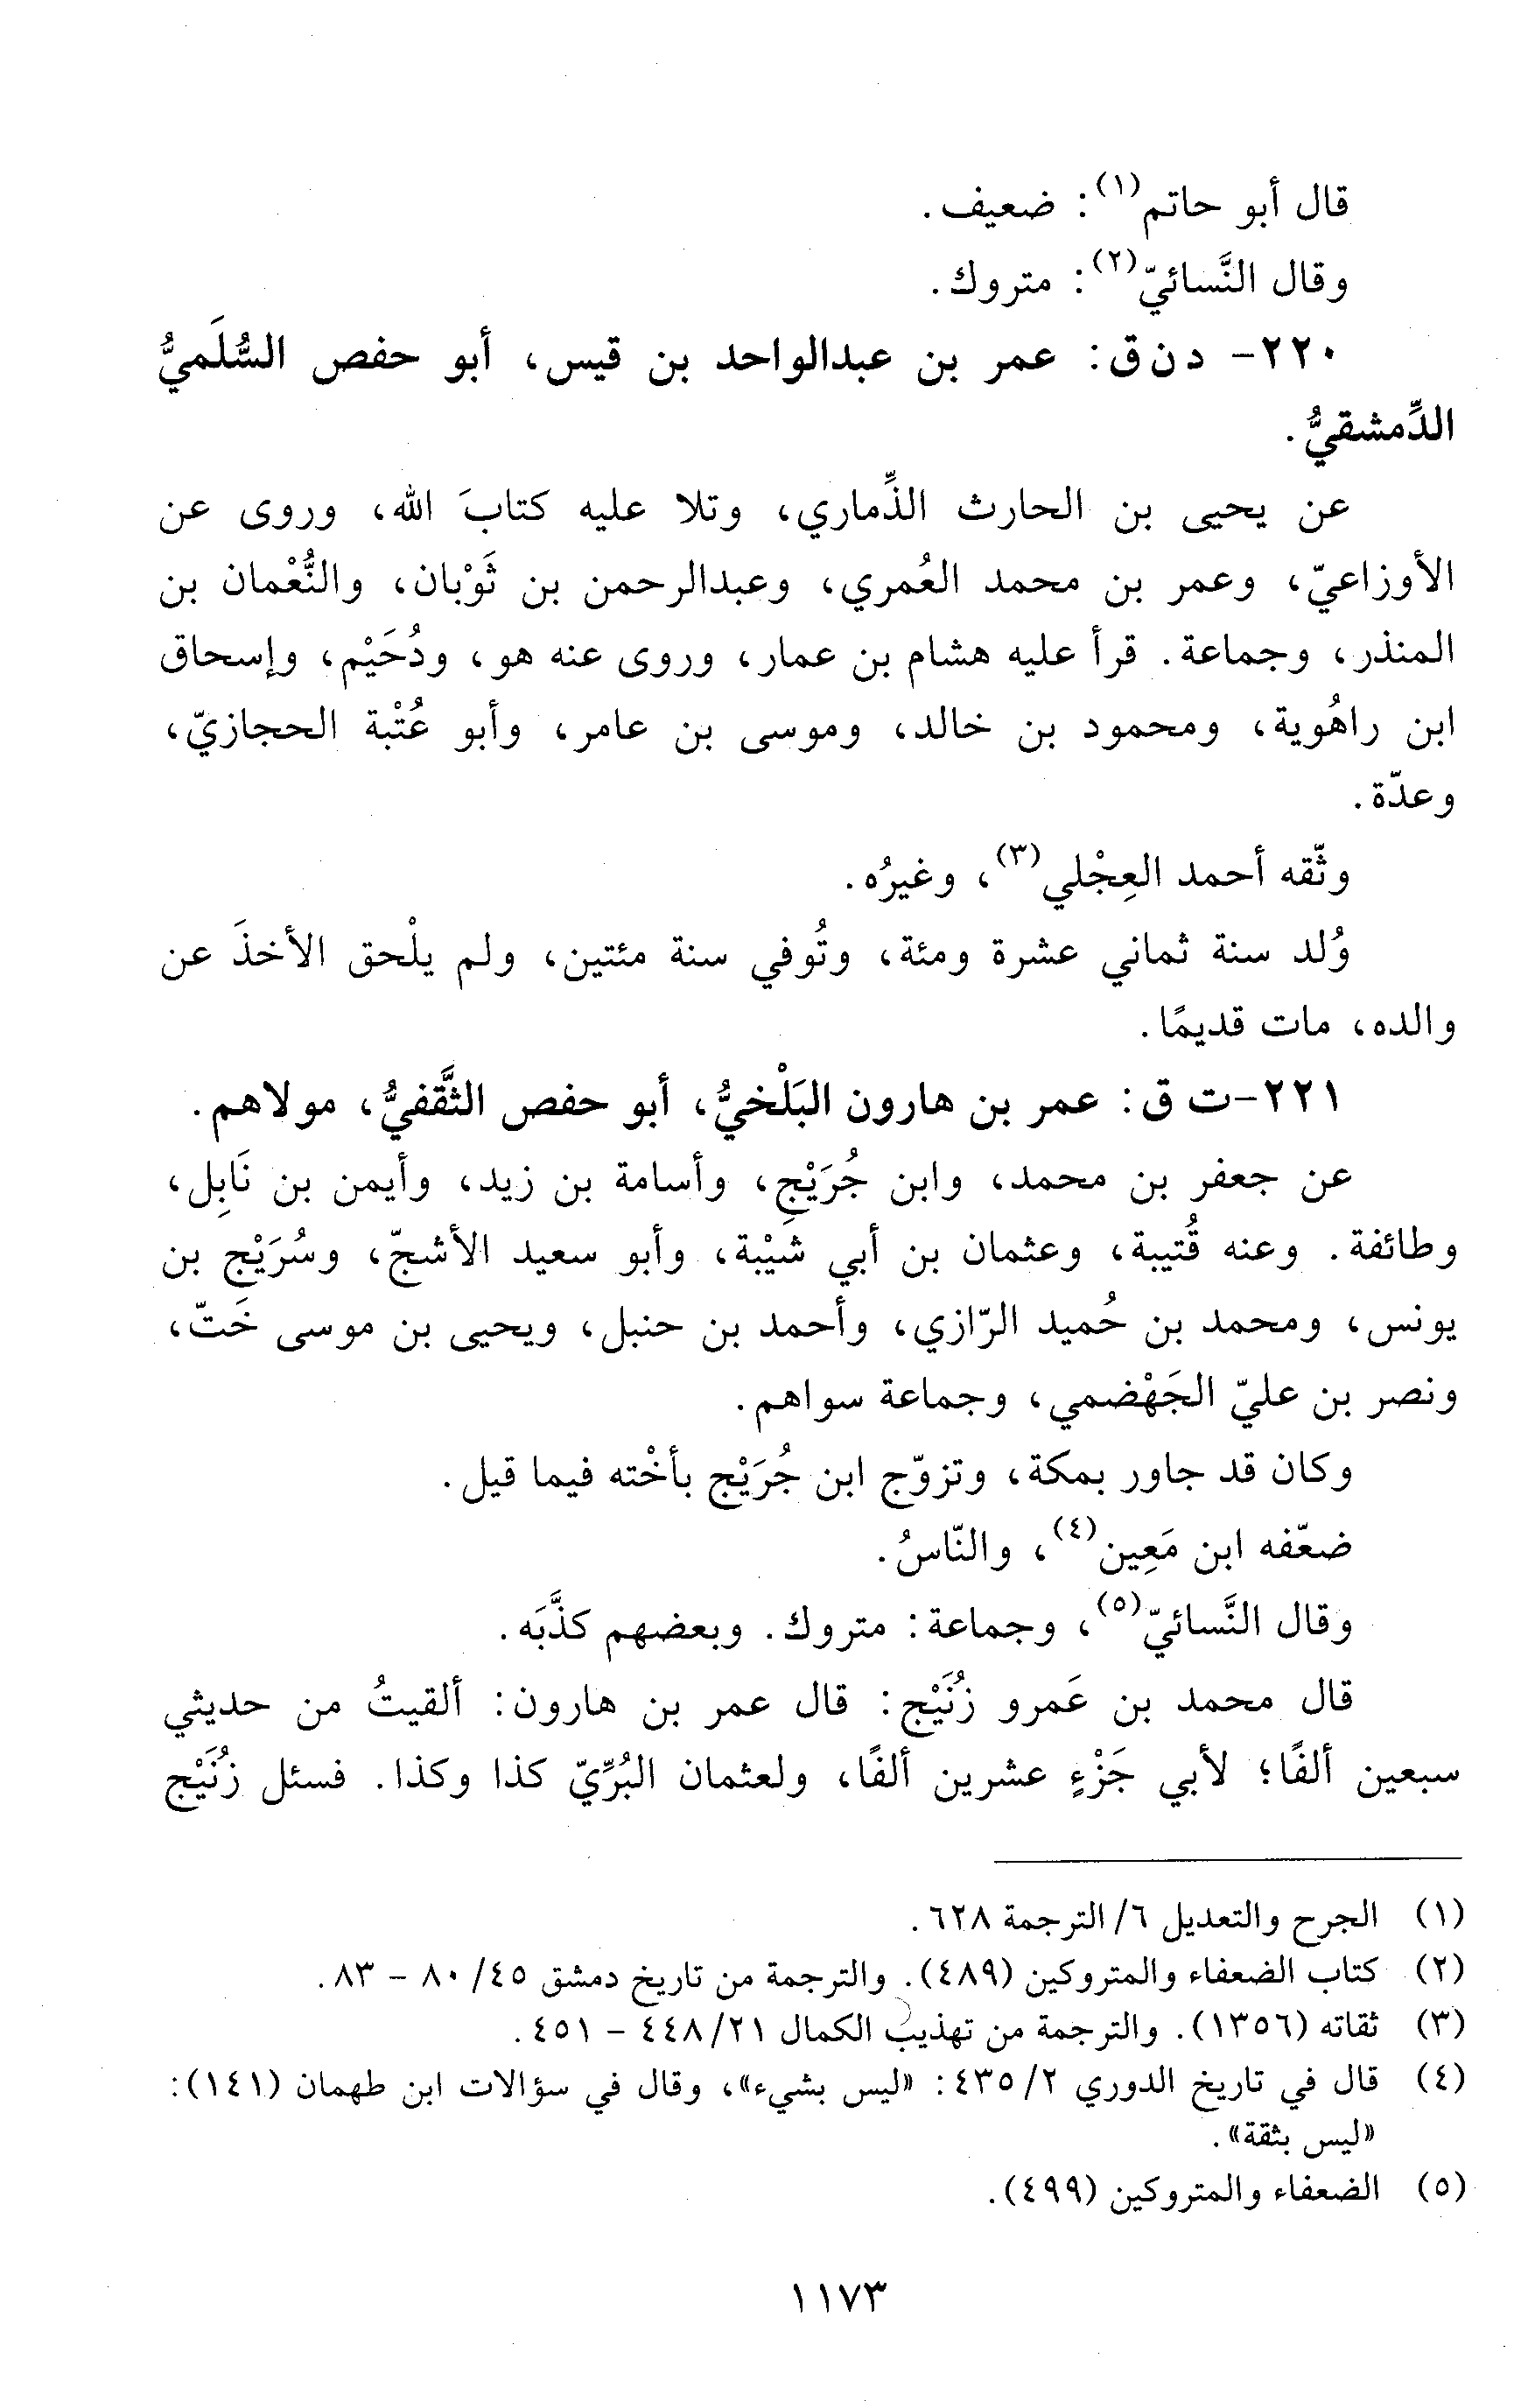 قال أبو حاتم(١): ضعيف.
وقال النَّسائيّ(٢): متروك.
٢٢٠- د ن ق: عمر بن عبدالواحد بن قيس، أبو حفص السُّلَميُّ
الدِّمشقيُّ.
عن يحيى بن الحارث الذِّماري، وتلا عليه كتابَ الله، وروى عن
الأوزاعيّ، وعمر بن محمد العُمري، وعبدالرحمن بن ثَوْبان، والنُّعْمان بن
المنذر، وجماعة. قرأ عليه هشام بن عمار، وروى عنه هو، ودُحَيْم، وإسحاق
ابن راهُوية، ومحمود بن خالد، وموسى بن عامر، وأبو عُتْبة الحجازيّ،
وعدّة.
وثّقه أحمد العِجْلي(٣)، وغيرُه.
وُلد سنة ثماني عشرة ومئة، وتُوفي سنة مئتين، ولم يلْحق الأخذَ عن
والده، مات قديمًا.
٢٢١-ت ق: عمر بن هارون البَلْخيُّ، أبو حفص الثَّقفيُّ، مولاهم.
عن جعفر بن محمد، وابن جُرَيْجِ، وأسامة بن زيد، وأيمن بن نَابِل،
وطائفة. وعنه قُتيبة، وعثمان بن أبي شَيْبة، وأبو سعيد الأشجّ، وسُرَيْج بن
يونس، ومحمد بن حُميد الرّازي، وأحمد بن حنبل، ويحيى بن موسى خَتّ،
ونصر بن عليّ الجَهْضمي، وجماعة سواهم.
وكان قد جاور بمكة، وتزوّج ابن جُرَيْج بأخْته فيما قيل.
ضعّفه ابن مَعِين(٤)، والنّاسُ.
وقال النَّسائيّ(٥)، وجماعة: متروك. وبعضهم كذَّبَه.
قال محمد بن عَمرو زُنَيْج: قال عمر بن هارون: ألقيتُ من حديثي
سبعين ألفًا؛ لأبي جَزْءٍ عشرين ألفًا، ولعثمان البُرِّيّ كذا وكذا. فسئل زُنَيْج
(١) الجرح والتعديل ٦/ الترجمة ٦٢٨.
(٢) كتاب الضعفاء والمتروكين (٤٨٩). والترجمة من تاريخ دمشق ٤٥/ ٨٠ - ٨٣.
(٣) ثقاته (١٣٥٦). والترجمة من تهذيب الكمال ٢١/ ٤٤٨ - ٤٥١.
(٤) قال في تاريخ الدوري ٢/ ٤٣٥: «ليس بشيء»، وقال في سؤالات ابن طهمان (١٤١):
«ليس بثقة».
(٥) الضعفاء والمتروكين (٤٩٩).
١١٧٣